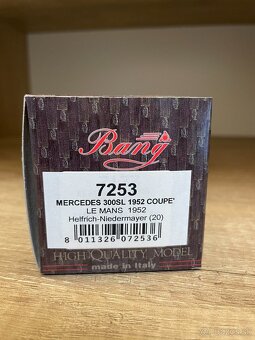 Bang
7253
MERCEDES 300SL 1952 COUPE'
LE MANS 1952
Helfrich-Niedermayer (20)
8 011326 072536
HIGH QUALITY MODEL
made in Italy